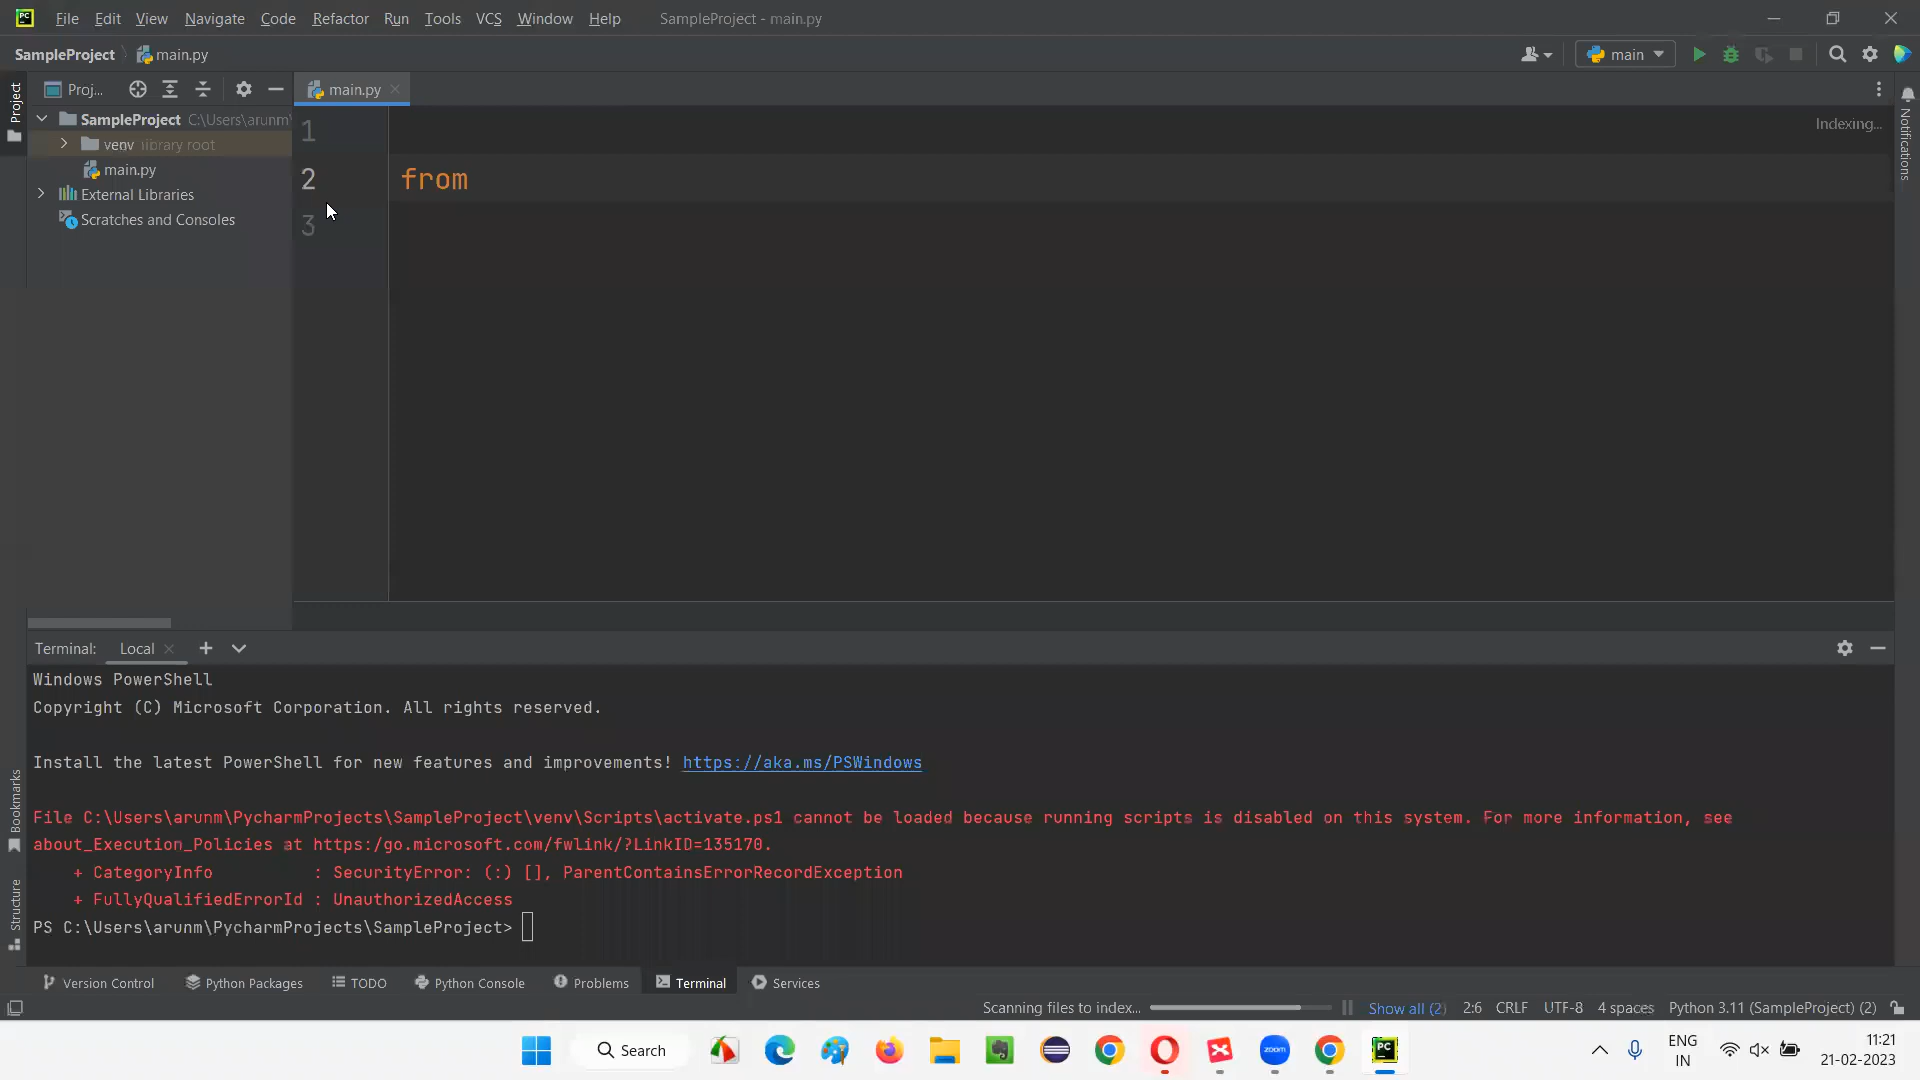 PC File Edit View Navigate Code Refactor Run Tools VCS Window Help SampleProject - main.py
SampleProject main.py main
Project Proj... main.py
SampleProject C:\Users\arunm\
venv library root
main.py
External Libraries
Scratches and Consoles
1
2 from
3
Indexing...
Notifications
Terminal: Local
Windows PowerShell
Copyright (C) Microsoft Corporation. All rights reserved.
Install the latest PowerShell for new features and improvements! https://aka.ms/PSWindows
File C:\Users\arunm\PycharmProjects\SampleProject\venv\Scripts\activate.ps1 cannot be loaded because running scripts is disabled on this system. For more information, see
about_Execution_Policies at https:/go.microsoft.com/fwlink/?LinkID=135170.
+ CategoryInfo : SecurityError: (:) [], ParentContainsErrorRecordException
+ FullyQualifiedErrorId : UnauthorizedAccess
PS C:\Users\arunm\PycharmProjects\SampleProject>
Bookmarks
Structure
Version Control Python Packages TODO Python Console Problems Terminal Services
Scanning files to index... Show all (2) 2:6 CRLF UTF-8 4 spaces Python 3.11 (SampleProject) (2)
Search zoom PC ENG 11:21
IN 21-02-2023